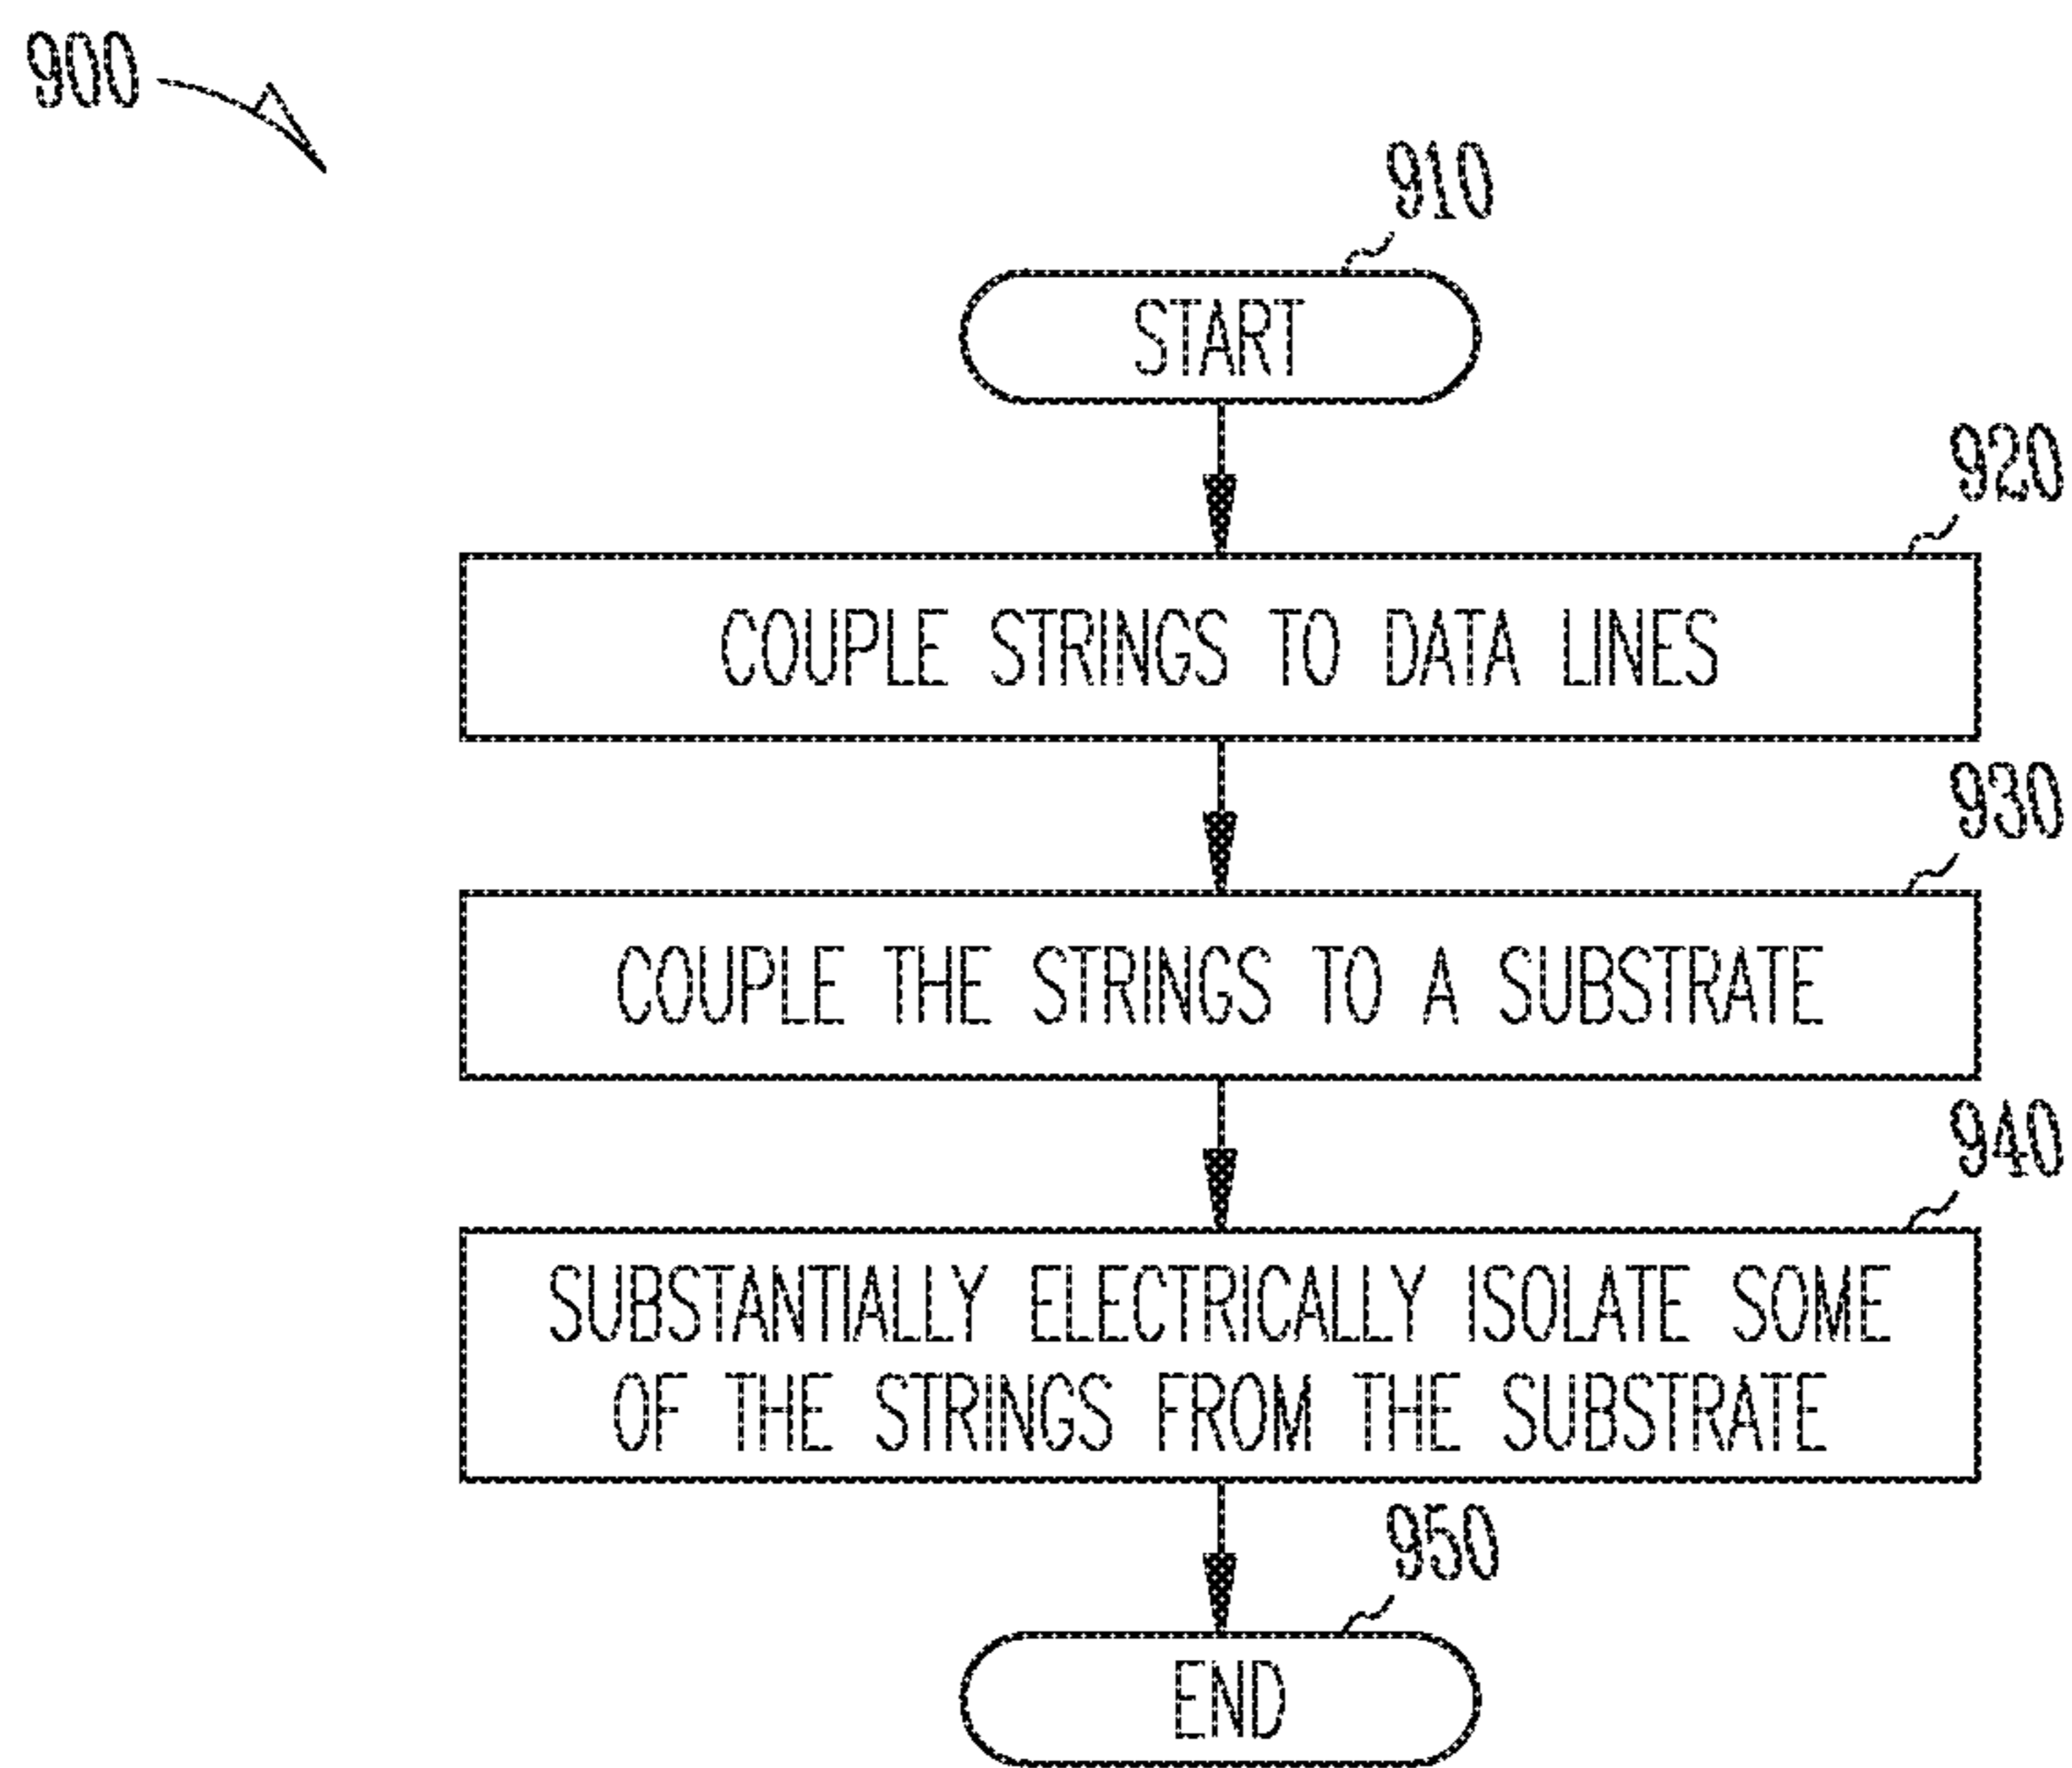 900
910
START
920
COUPLE STRINGS TO DATA LINES
930
COUPLE THE STRINGS TO A SUBSTRATE
940
SUBSTANTIALLY ELECTRICALLY ISOLATE SOME
OF THE STRINGS FROM THE SUBSTRATE
950
END